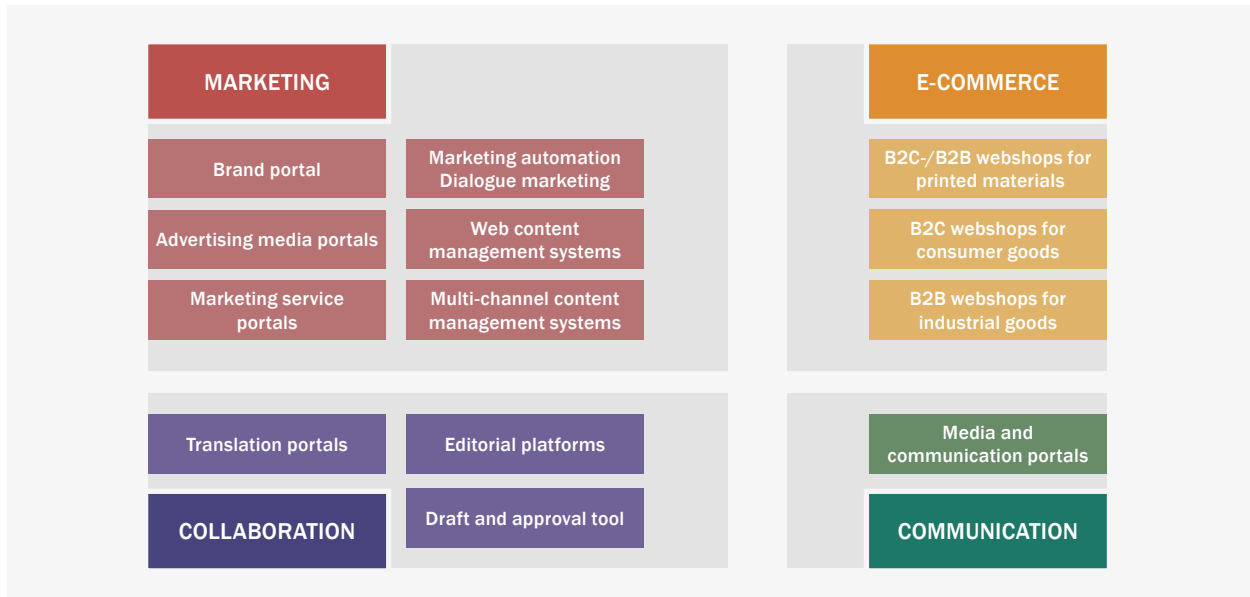 MARKETING
Brand portal
Advertising media portals
Marketing service
portals
Marketing automation
Dialogue marketing
Web content
management systems
Multi-channel content
management systems
E-COMMERCE
B2C-/B2B webshops for
printed materials
B2C webshops for
consumer goods
B2B webshops for
industrial goods
Translation portals
COLLABORATION
Editorial platforms
Draft and approval tool
Media and
communication portals
COMMUNICATION